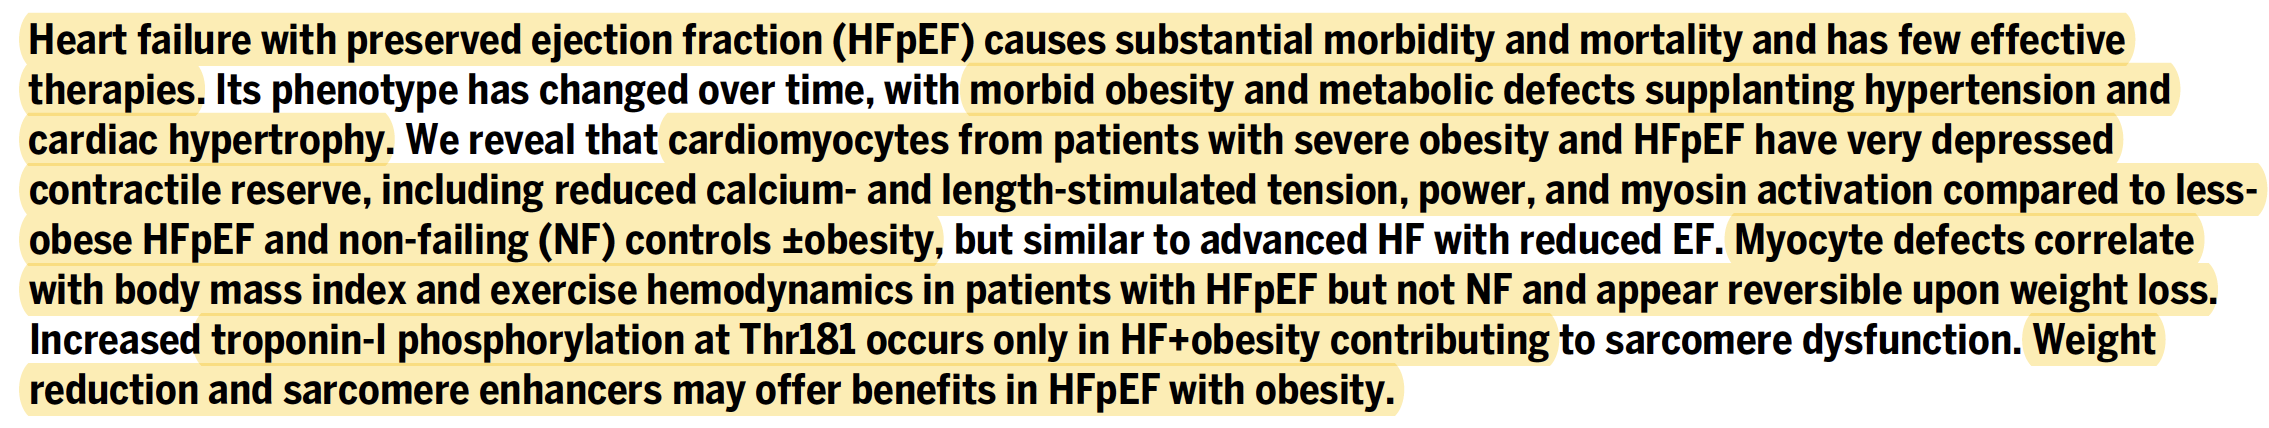 Heart failure with preserved ejection fraction (HFpEF) causes substantial morbidity and mortality and has few effective
therapies. Its phenotype has changed over time, with morbid obesity and metabolic defects supplanting hypertension and
cardiac hypertrophy. We reveal that cardiomyocytes from patients with severe obesity and HFpEF have very depressed
contractile reserve, including reduced calcium- and length-stimulated tension, power, and myosin activation compared to less-
obese HFpEF and non-failing (NF) controls ±obesity, but similar to advanced HF with reduced EF. Myocyte defects correlate
with body mass index and exercise hemodynamics in patients with HFpEF but not NF and appear reversible upon weight loss.
Increased troponin-I phosphorylation at Thr181 occurs only in HF+obesity contributing to sarcomere dysfunction. Weight
reduction and sarcomere enhancers may offer benefits in HFpEF with obesity.